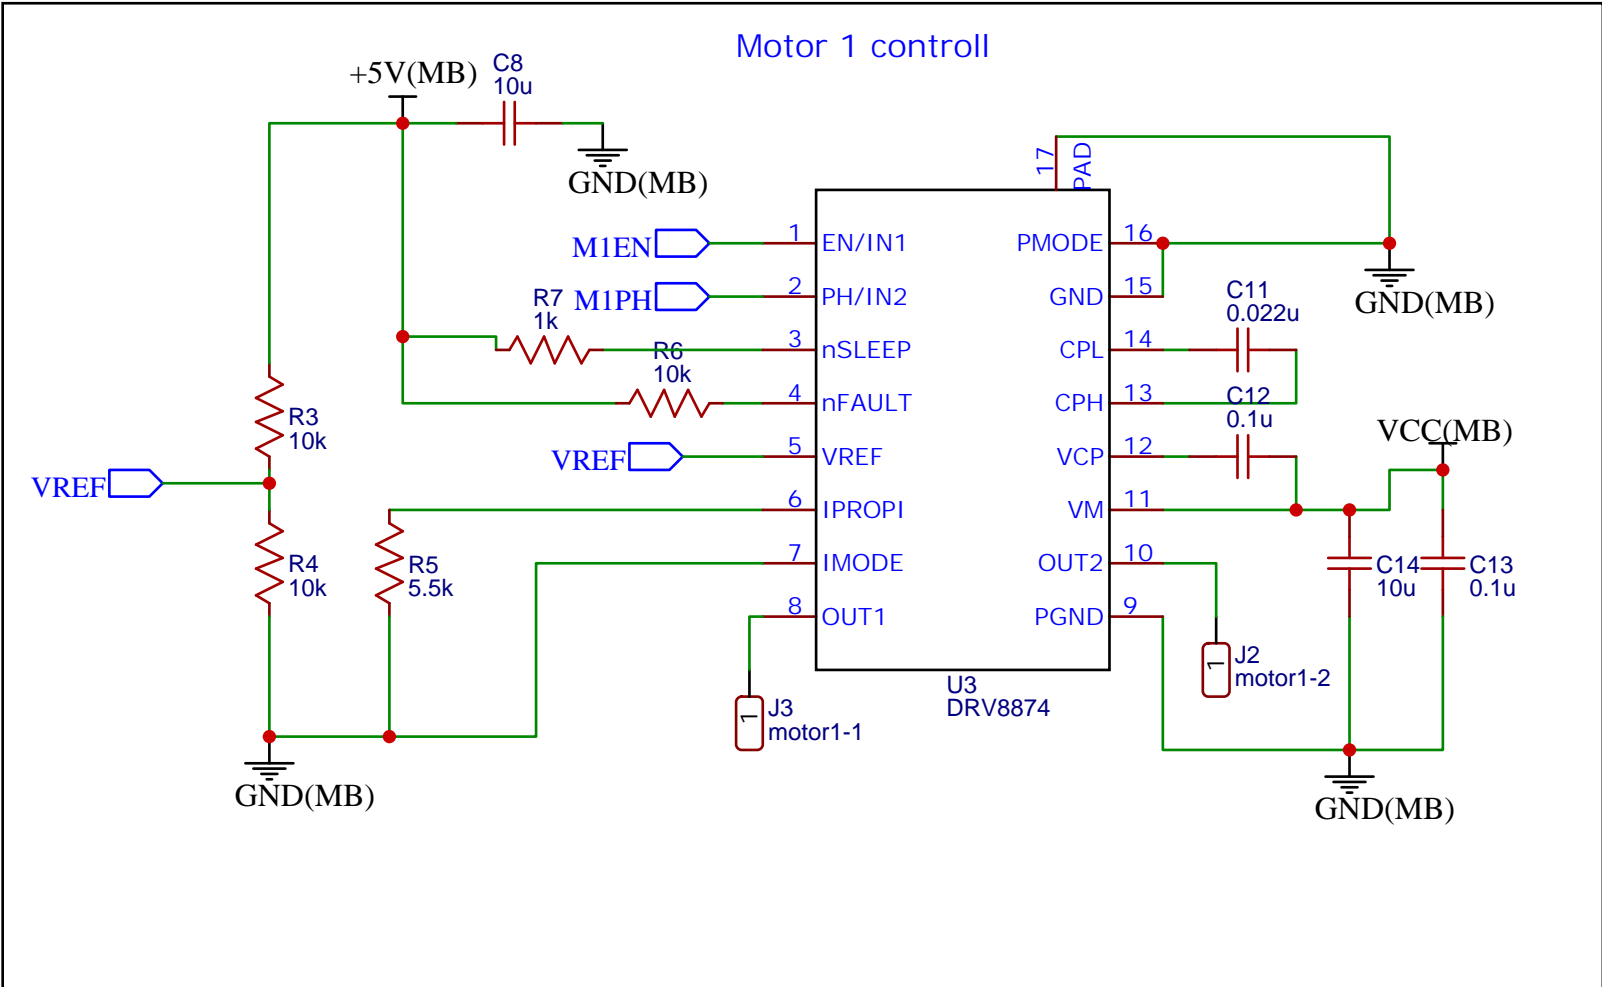 Motor 1 controll
+5V(MB)
C8
10u
GND(MB)
17
PAD
M1EN
1
EN/IN1
PMODE
16
M1PH
2
PH/IN2
GND
15
GND(MB)
R7
1k
3
nSLEEP
CPL
14
C11
0.022u
R6
10k
4
nFAULT
CPH
13
C12
0.1u
R3
10k
VREF
5
VREF
VCP
12
VCC(MB)
VREF
6
IPROPI
VM
11
R4
10k
R5
5.5k
7
IMODE
OUT2
10
C14
10u
C13
0.1u
8
OUT1
PGND
9
1
J2
motor1-2
U3
DRV8874
1
J3
motor1-1
GND(MB)
GND(MB)